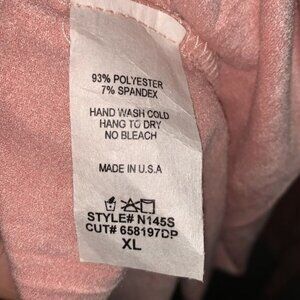 93% POLYESTER
7% SPANDEX
HAND WASH COLD
HANG TO DRY
NO BLEACH
MADE IN U.S.A
STYLE# N145S
CUT# 658197DP
XL